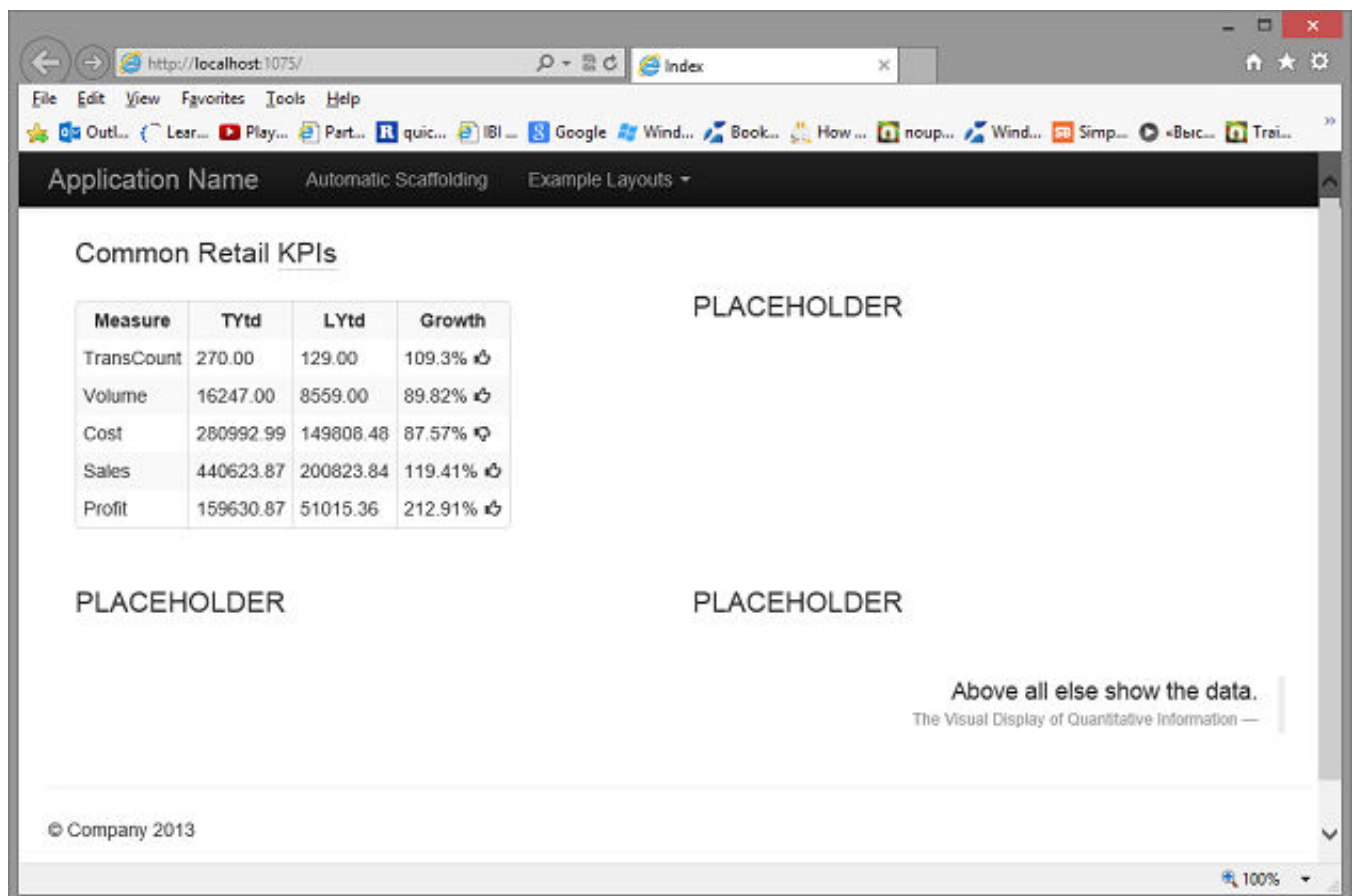 http://localhost:1075/ Index
File Edit View Favorites Tools Help
Outl... Lear... Play... Part... quic... IBI ... Google Wind... Book... How ... noup... Wind... Simp... «Выс... Trai...
Application Name Automatic Scaffolding Example Layouts
Common Retail KPIs
PLACEHOLDER
Measure TYtd LYtd Growth
TransCount 270.00 129.00 109.3%
Volume 16247.00 8559.00 89.82%
Cost 280992.99 149808.48 87.57%
Sales 440623.87 200823.84 119.41%
Profit 159630.87 51015.36 212.91%
PLACEHOLDER PLACEHOLDER
Above all else show the data.
The Visual Display of Quantitative Information —
© Company 2013
100%